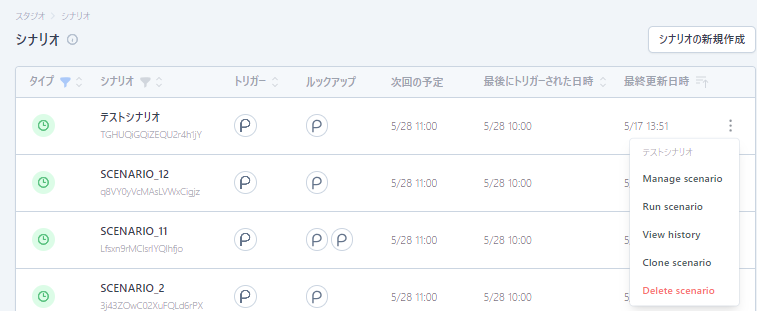 スタジオ > シナリオ
シナリオ
シナリオの新規作成
タイプ シナリオ トリガー ルックアップ 次回の予定 最後にトリガーされた日時 最終更新日時
テストシナリオ 5/28 11:00 5/28 10:00 5/17 13:51
TGHUQiGQiZEQU2r4h1jY
テストシナリオ
SCENARIO_12 5/28 11:00 5/28 10:00
q8VY0yVcMAsLVWxCigjz
Manage scenario
Run scenario
SCENARIO_11 5/28 11:00 5/28 10:00
View history
Clone scenario
SCENARIO_2 5/28 11:00 5/28 10:00
Delete scenario